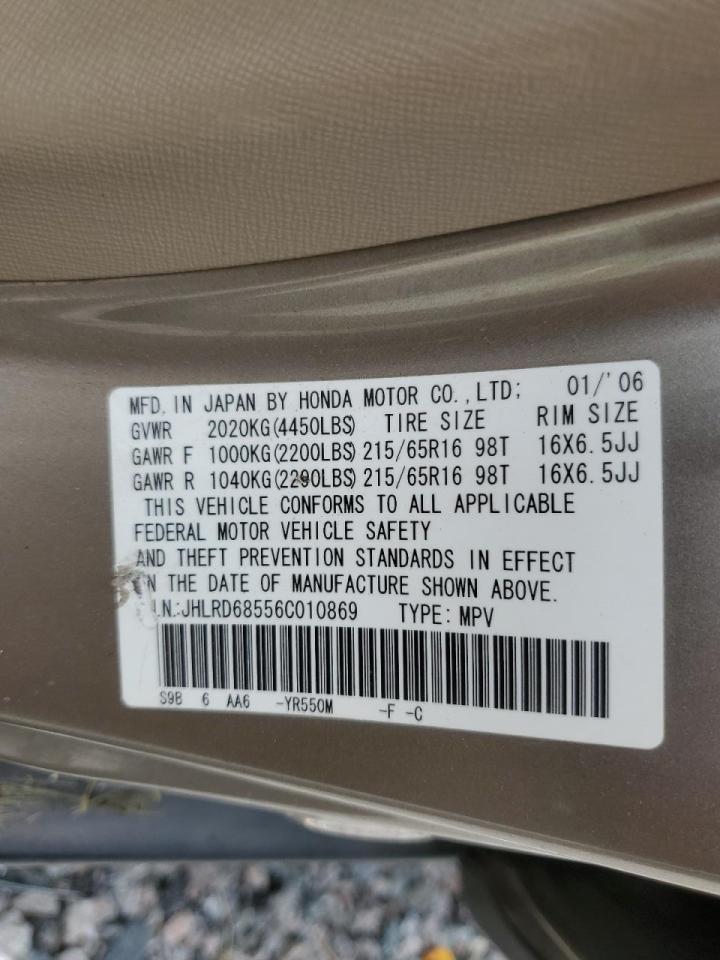 MFD. IN JAPAN BY HONDA MOTOR CO.,LTD; 01/'06
GVWR 2020KG(4450LBS) TIRE SIZE RIM SIZE
GAWR F 1000KG(2200LBS) 215/65R16 98T 16X6.5JJ
GAWR R 1040KG(2290LBS) 215/65R16 98T 16X6.5JJ
THIS VEHICLE CONFORMS TO ALL APPLICABLE
FEDERAL MOTOR VEHICLE SAFETY
AND THEFT PREVENTION STANDARDS IN EFFECT
ON THE DATE OF MANUFACTURE SHOWN ABOVE.
V.I.N.:JHLRD68556C010869 TYPE: MPV
S9B 6 AA6 -YR550M -F -C